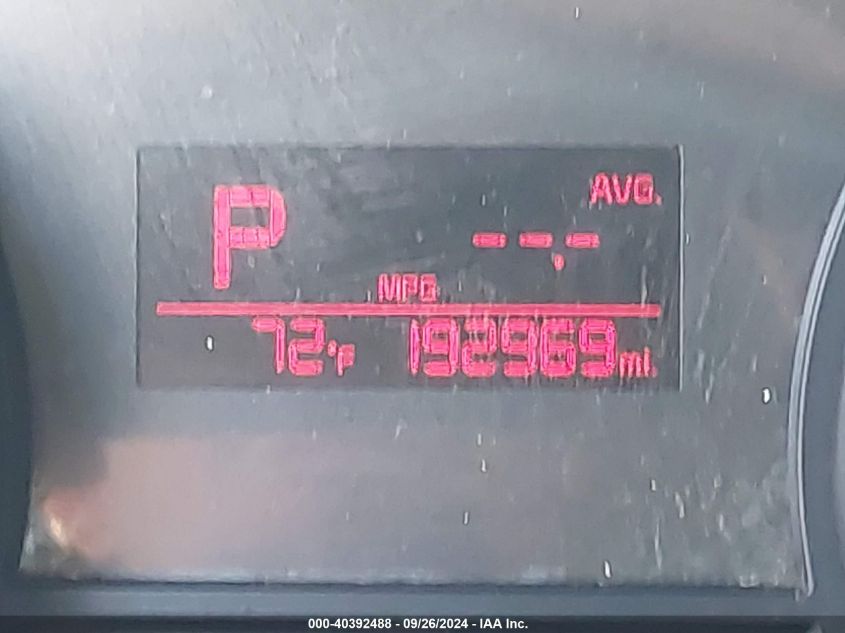 P
AVG.
--.-
MPG
72°F 192969 mi.
000-40392488 - 09/26/2024 - IAA Inc.